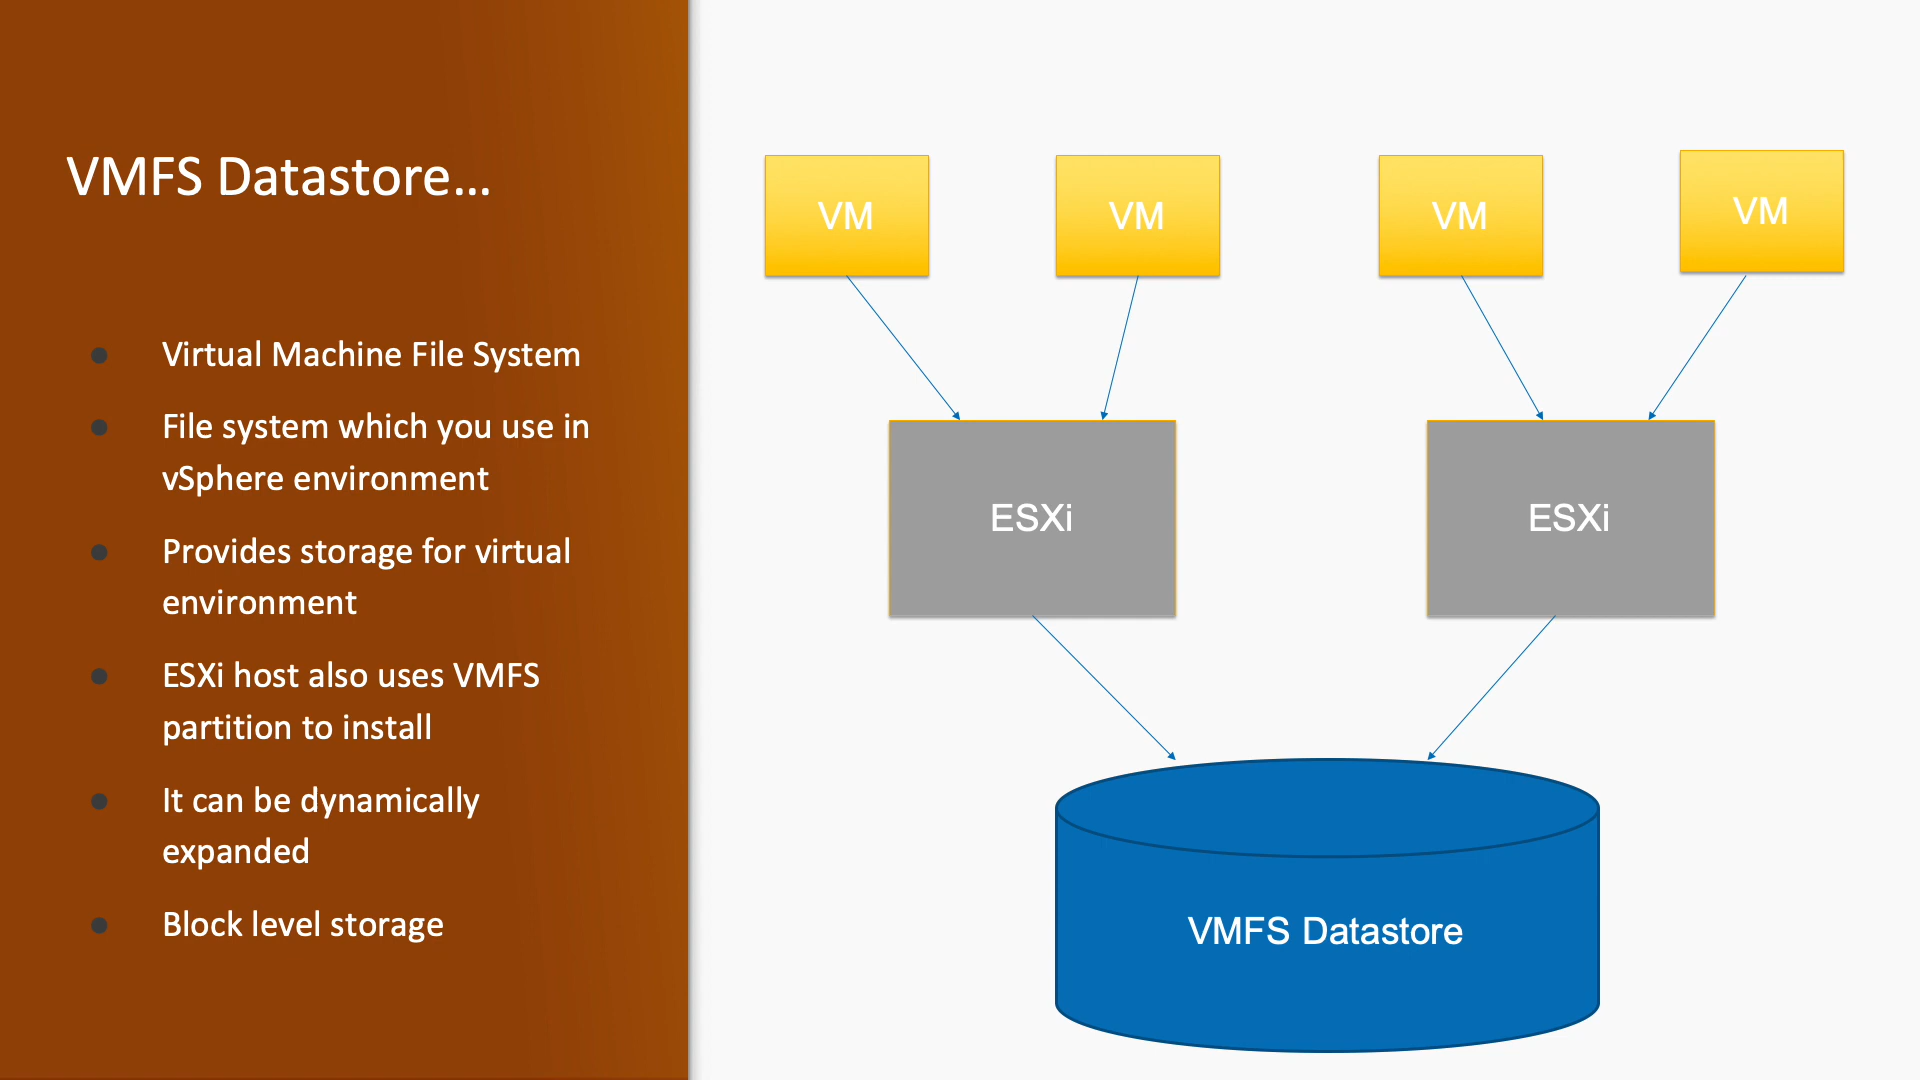 VMFS Datastore...
Virtual Machine File System
File system which you use in
vSphere environment
Provides storage for virtual
environment
ESXi host also uses VMFS
partition to install
It can be dynamically
expanded
Block level storage
VM
VM
VM
VM
ESXi
ESXi
VMFS Datastore